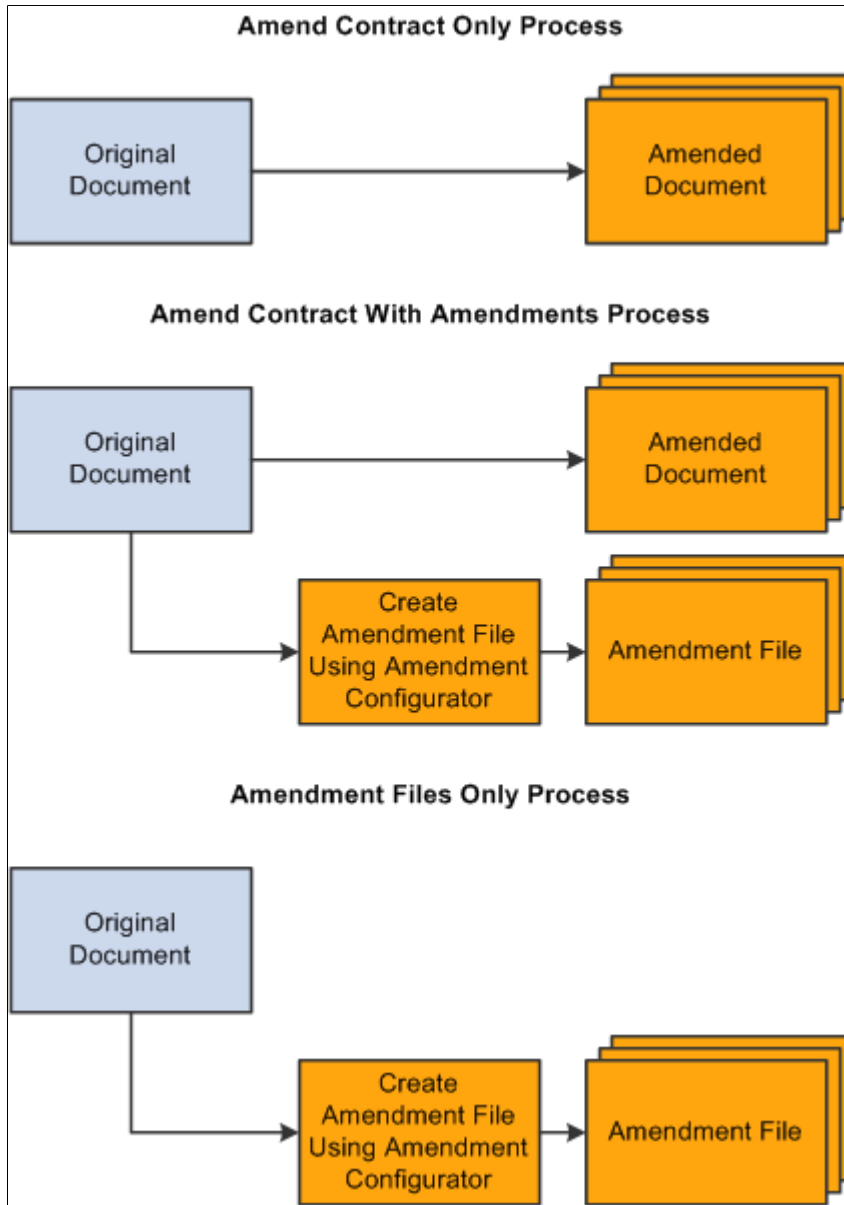 Amend Contract Only Process
Original
Document
Amended
Document
Amend Contract With Amendments Process
Original
Document
Amended
Document
Create
Amendment File
Using Amendment
Configurator
Amendment File
Amendment Files Only Process
Original
Document
Create
Amendment File
Using Amendment
Configurator
Amendment File